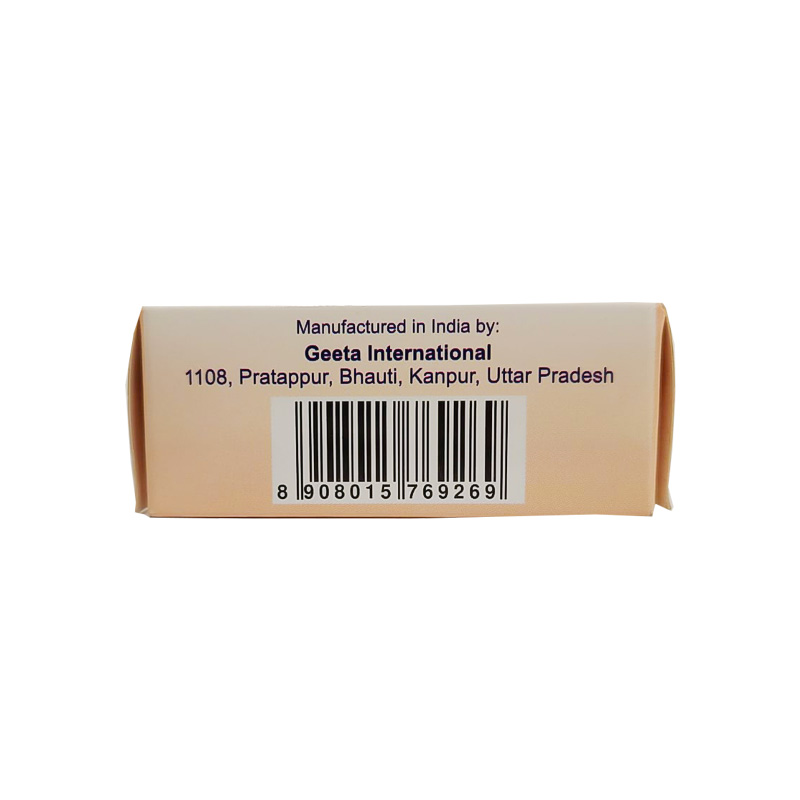 Manufactured in India by:
Geeta International
1108, Pratappur, Bhauti, Kanpur, Uttar Pradesh
8 908015 769269